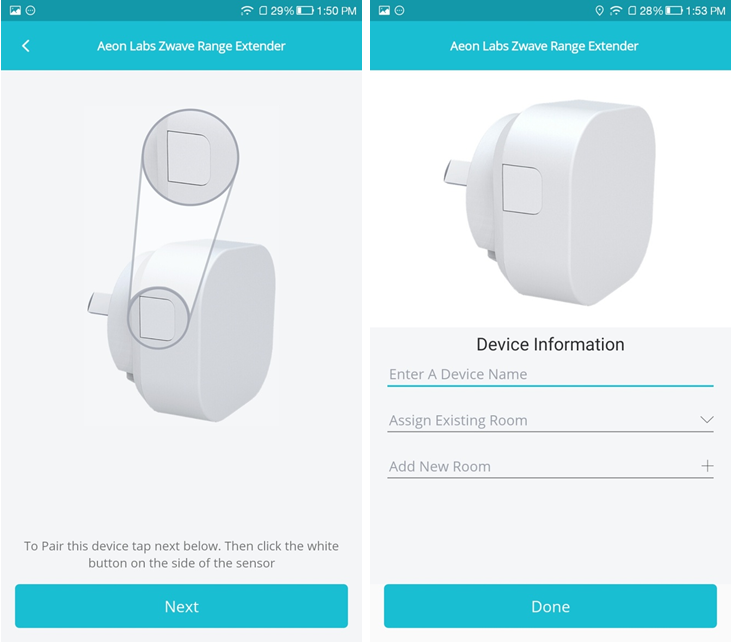 29% 1:50 PM
Aeon Labs Zwave Range Extender
To Pair this device tap next below. Then click the white
button on the side of the sensor
Next
28% 1:53 PM
Aeon Labs Zwave Range Extender
Device Information
Enter A Device Name
Assign Existing Room
Add New Room
Done